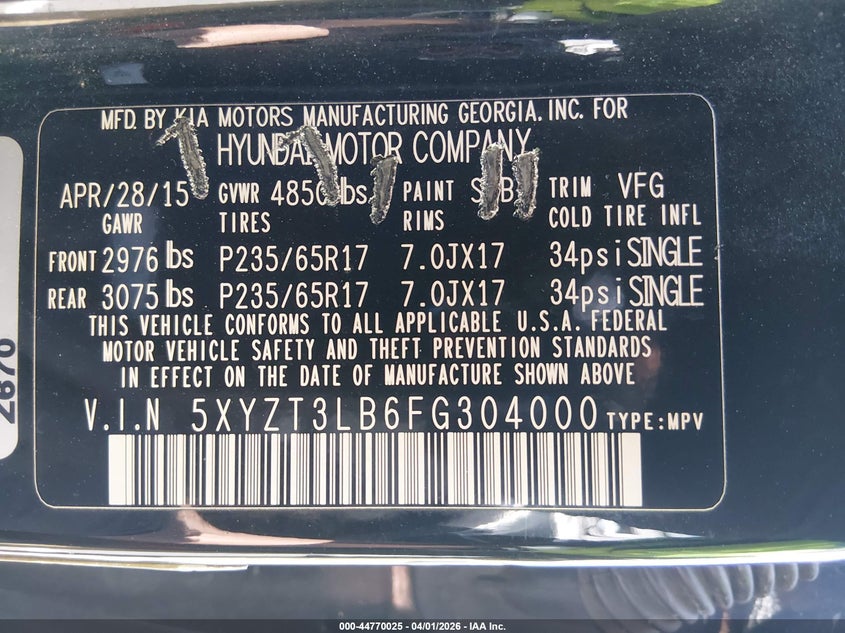 MFD. BY KIA MOTORS MANUFACTURING GEORGIA. INC. FOR
HYUNDAI MOTOR COMPANY
APR/28/15 GVWR 4850 lbs PAINT TRIM VFG
GAWR TIRES RIMS COLD TIRE INFL
FRONT 2976 lbs P235/65R17 7.0JX17 34psi SINGLE
REAR 3075 lbs P235/65R17 7.0JX17 34psi SINGLE
THIS VEHICLE CONFORMS TO ALL APPLICABLE U.S.A. FEDERAL
MOTOR VEHICLE SAFETY AND THEFT PREVENTION STANDARDS
IN EFFECT ON THE DATE OF MANUFACTURE SHOWN ABOVE
V.I.N 5XYZT3LB6FG304000 TYPE:MPV
000-44770025 - 04/01/2026 - IAA Inc.